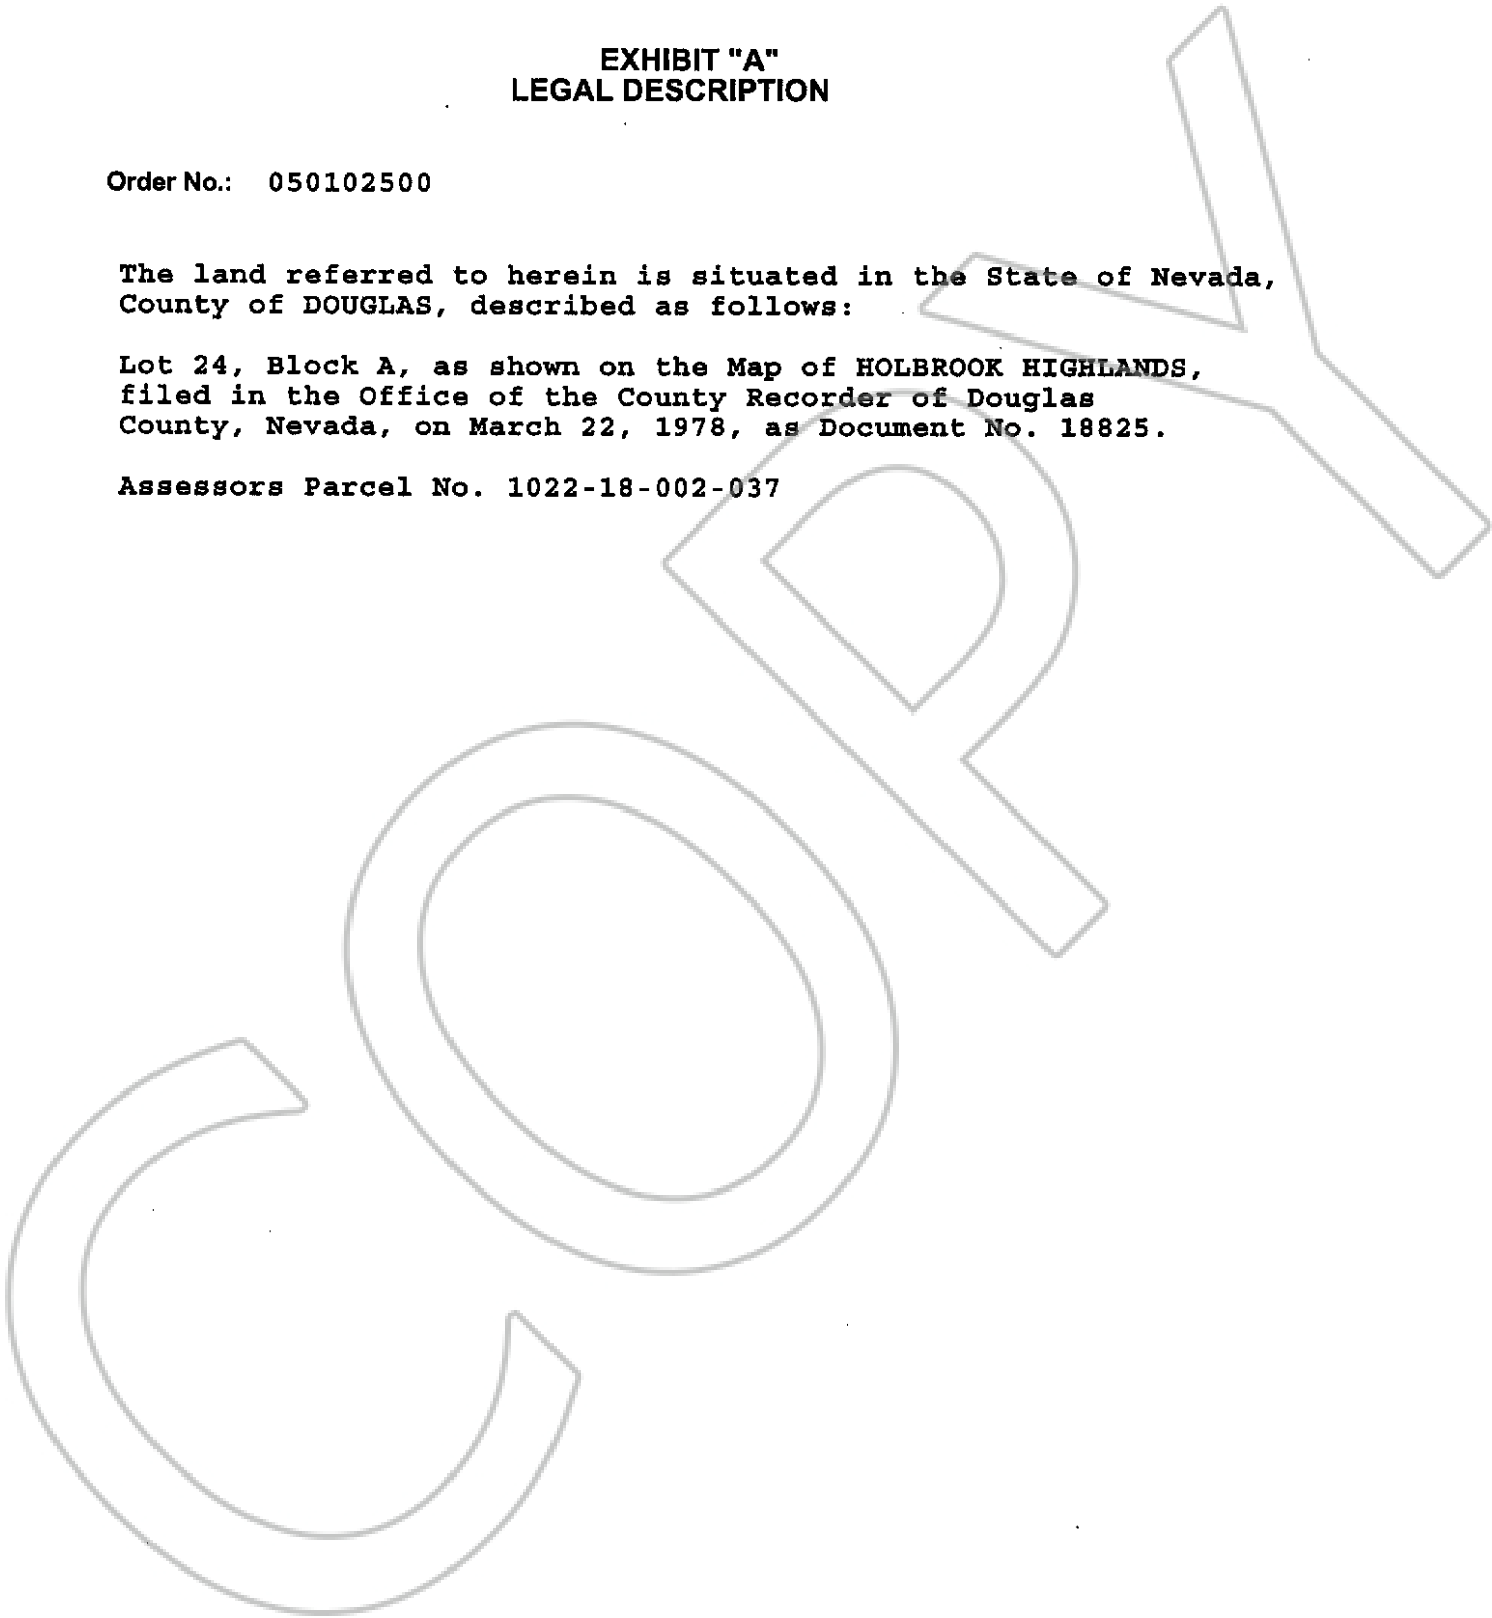 EXHIBIT "A"
LEGAL DESCRIPTION
Order No.: 050102500
The land referred to herein is situated in the State of Nevada,
County of DOUGLAS, described as follows:
Lot 24, Block A, as shown on the Map of HOLBROOK HIGHLANDS,
filed in the Office of the County Recorder of Douglas
County, Nevada, on March 22, 1978, as Document No. 18825.
Assessors Parcel No. 1022-18-002-037
COPY